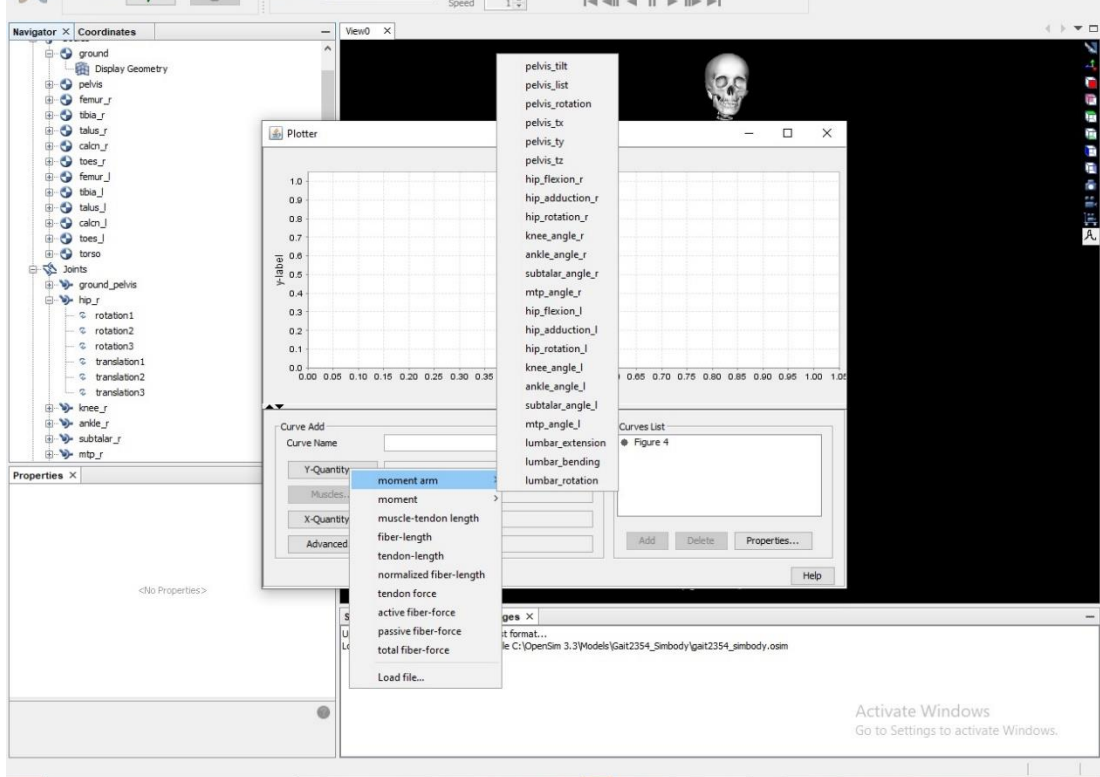 Speed 1
Navigator × Coordinates
ground
Display Geometry
pelvis
femur_r
tibia_r
talus_r
calcn_r
toes_r
femur_l
tibia_l
talus_l
calcn_l
toes_l
torso
Joints
ground_pelvis
hip_r
rotation1
rotation2
rotation3
translation1
translation2
translation3
knee_r
ankle_r
subtalar_r
mtp_r
Properties ×
<No Properties>
View0 ×
Plotter
y-label
1.0
0.9
0.8
0.7
0.6
0.5
0.4
0.3
0.2
0.1
0.0
0.00 0.05 0.10 0.15 0.20 0.25 0.30 0.35 0.65 0.70 0.75 0.80 0.85 0.90 0.95 1.00 1.05
pelvis_tilt
pelvis_list
pelvis_rotation
pelvis_tx
pelvis_ty
pelvis_tz
hip_flexion_r
hip_adduction_r
hip_rotation_r
knee_angle_r
ankle_angle_r
subtalar_angle_r
mtp_angle_r
hip_flexion_l
hip_adduction_l
hip_rotation_l
knee_angle_l
ankle_angle_l
subtalar_angle_l
mtp_angle_l
lumbar_extension
lumbar_bending
lumbar_rotation
Curve Add
Curve Name
Y-Quantity
Muscles..
X-Quantity
Advanced
moment arm
moment
muscle-tendon length
fiber-length
tendon-length
normalized fiber-length
tendon force
active fiber-force
passive fiber-force
total fiber-force
Load file...
Curves List
Figure 4
Add Delete Properties...
Help
ges ×
t format...
le C:\OpenSim 3.3\Models\Gait2354_Simbody\gait2354_simbody.osim
Activate Windows
Go to Settings to activate Windows.